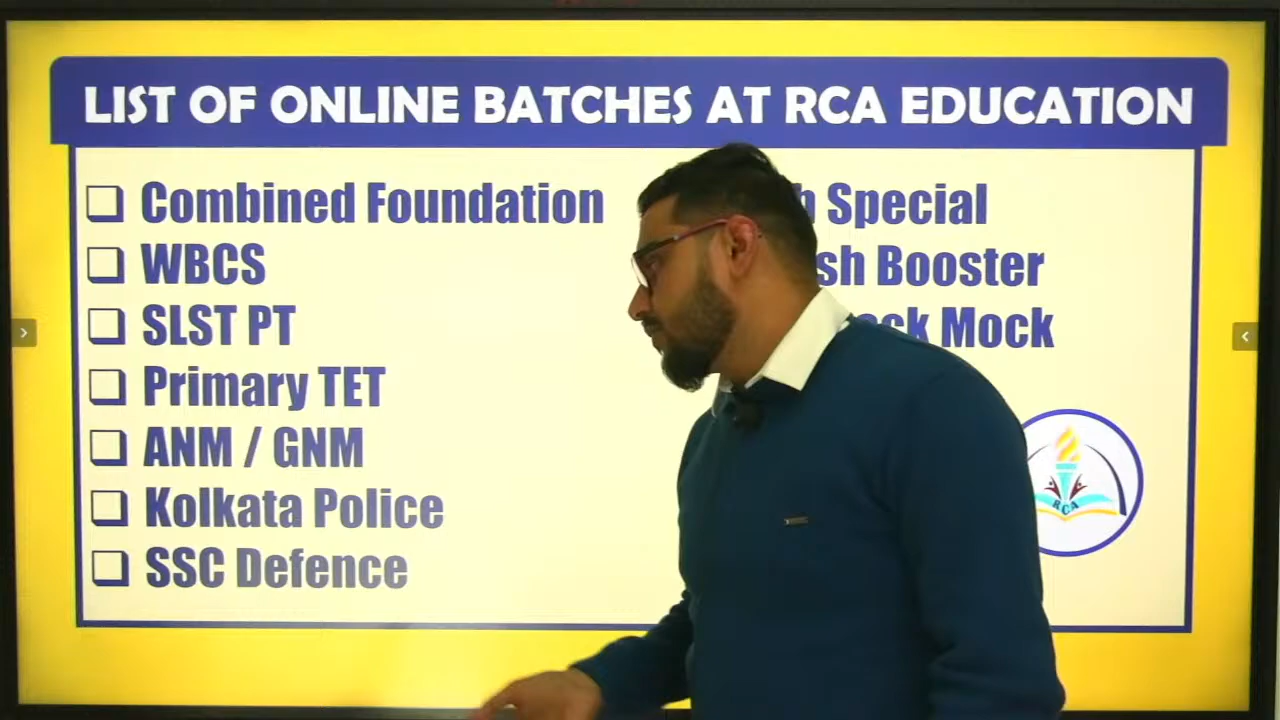 LIST OF ONLINE BATCHES AT RCA EDUCATION
Combined Foundation
WBCS
SLST PT
Primary TET
ANM / GNM
Kolkata Police
SSC Defence
Special
Booster
Mock
RCA